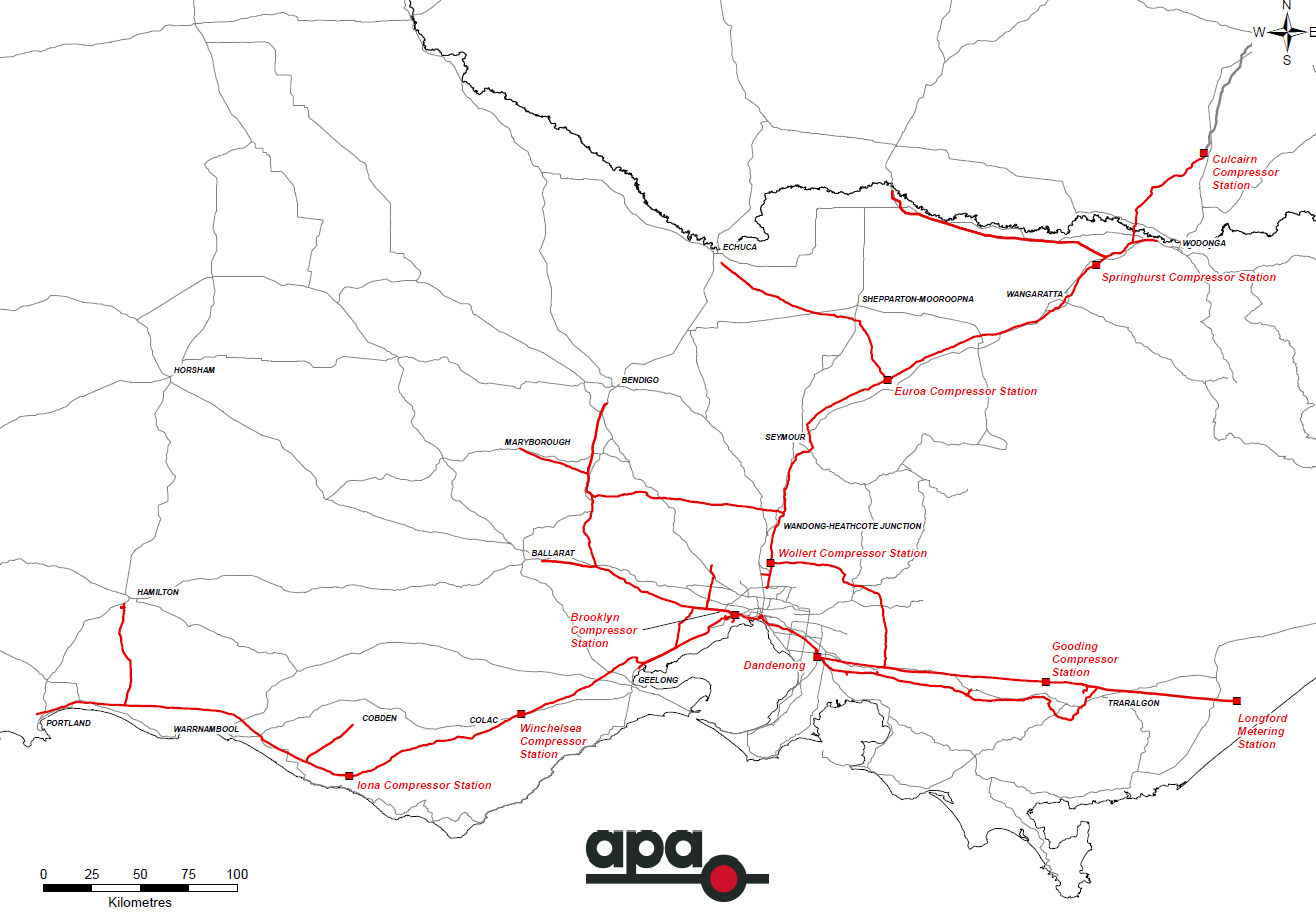 N
W E
S
Culcairn
Compressor
Station
ECHUCA
WODONGA
Springhurst Compressor Station
SHEPPARTON-MOOROOPNA
WANGARATTA
HORSHAM
BENDIGO
Euroa Compressor Station
MARYBOROUGH
SEYMOUR
WANDONG-HEATHCOTE JUNCTION
BALLARAT
Wollert Compressor Station
HAMILTON
Brooklyn
Compressor
Station
Dandenong
Gooding
Compressor
Station
GEELONG
TRARALGON
PORTLAND
WARRNAMBOOL
COBDEN
COLAC
Winchelsea
Compressor
Station
Longford
Metering
Station
Iona Compressor Station
apa
0 25 50 75 100
Kilometres